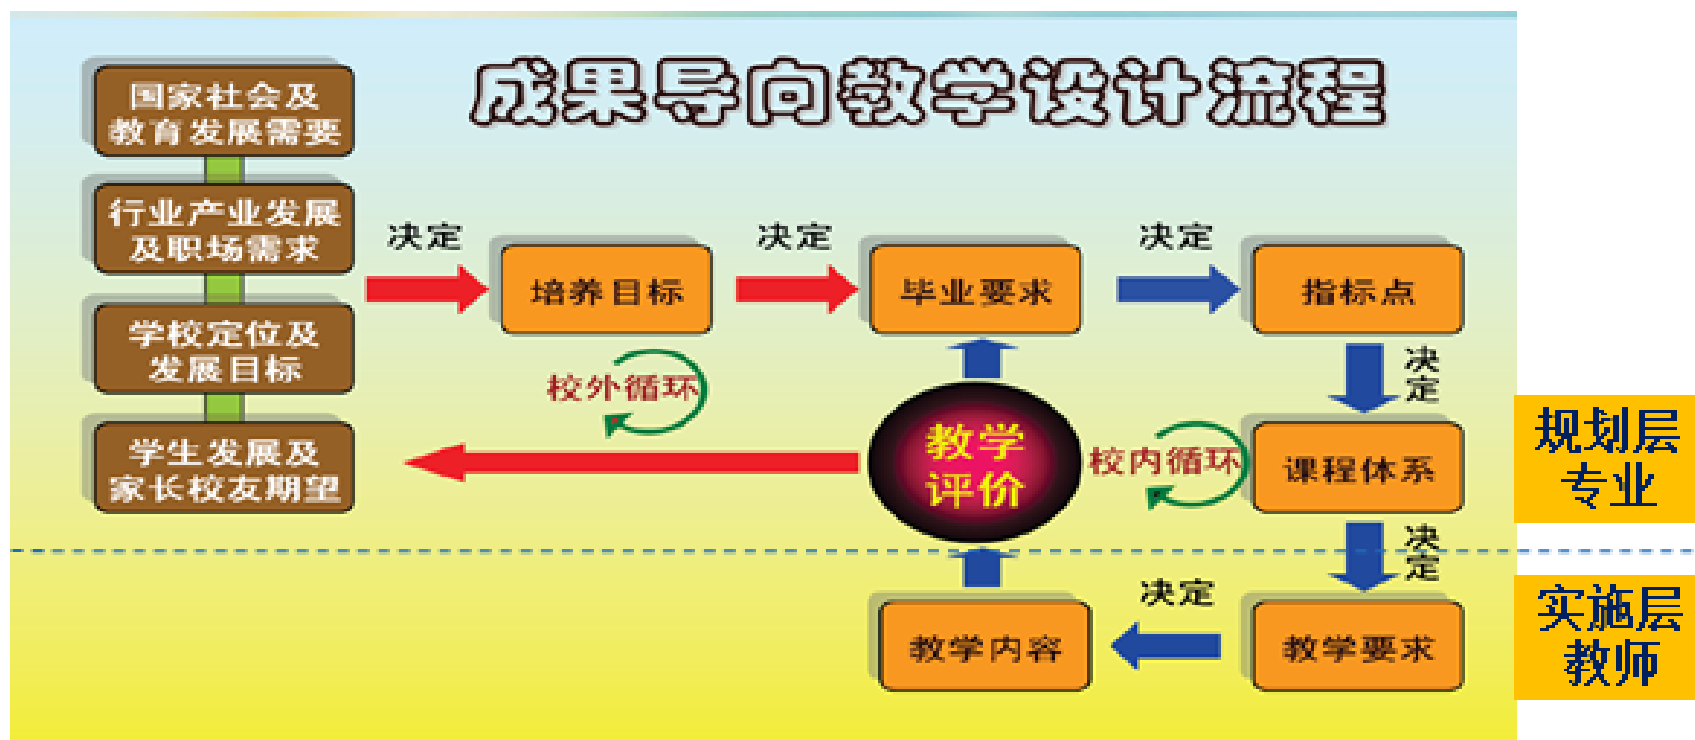 成果导向教学设计流程
国家社会及
教育发展需要
行业产业发展
及职场需求
学校定位及
发展目标
学生发展及
家长校友期望
决定
培养目标
决定
毕业要求
决定
指标点
决
定
校外循环
教学
评价
校内循环
课程体系
决
定
教学要求
决定
教学内容
规划层
专业
实施层
教师